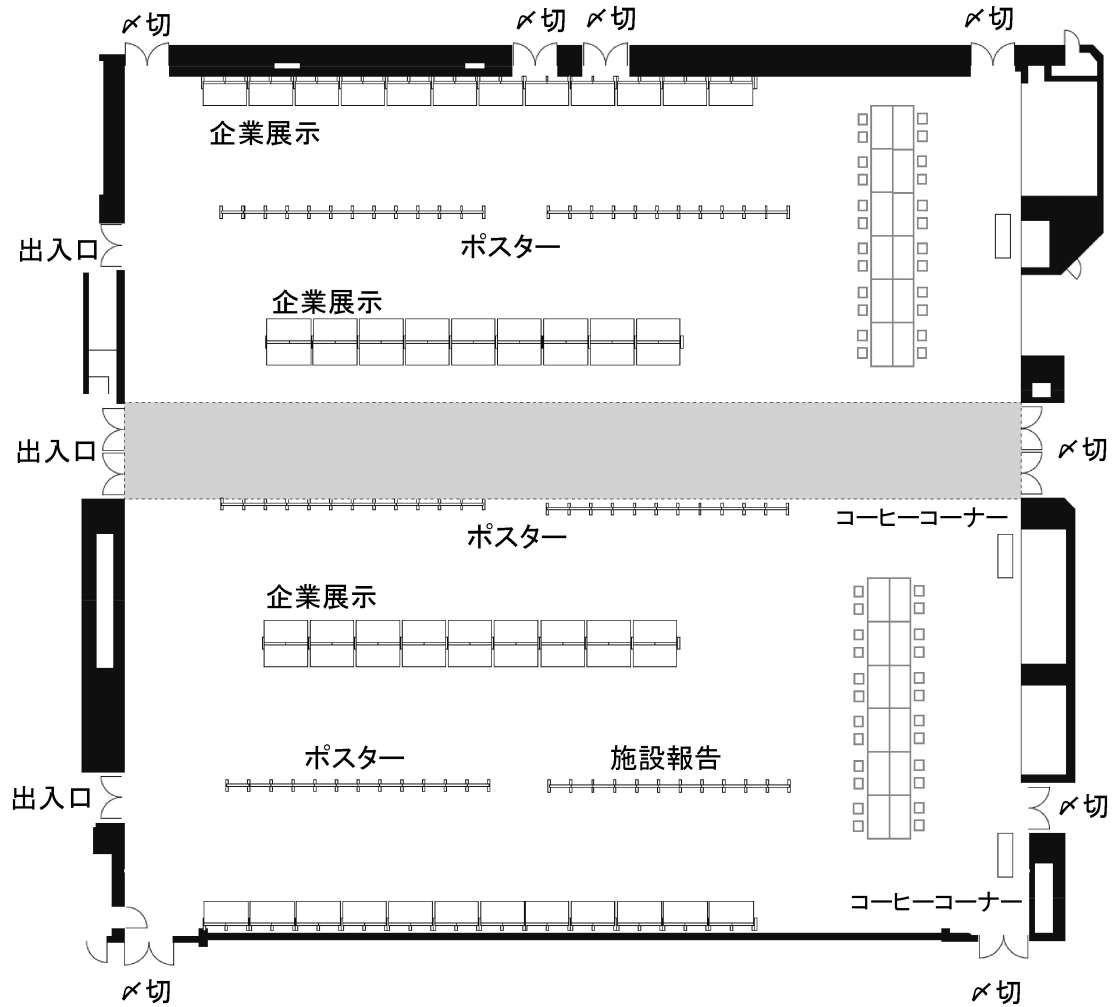 〆切
〆切
〆切
〆切
企業展示
出入口
ポスター
企業展示
出入口
〆切
コーヒーコーナー
ポスター
企業展示
ポスター
施設報告
出入口
〆切
コーヒーコーナー
〆切
〆切